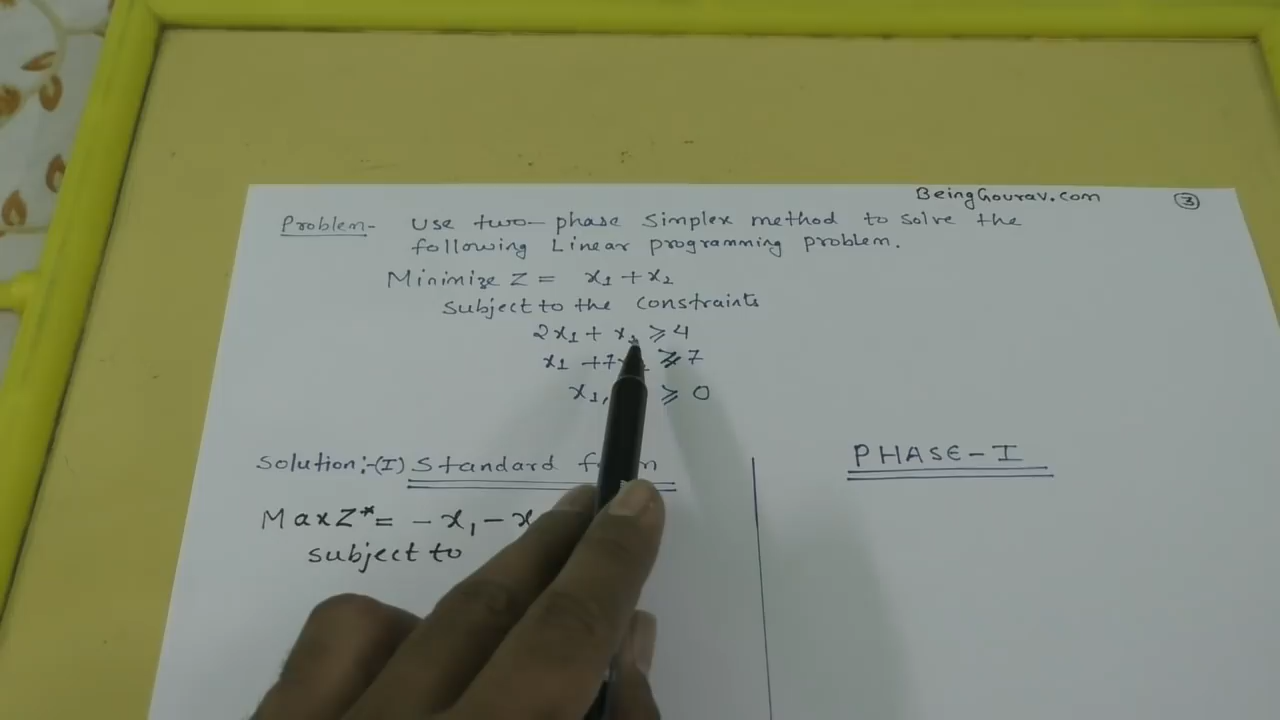 BeingGourav.com ③
Problem- Use two-phase simplex method to solve the
following Linear programming problem.
Minimize Z = x₁ + x₂
Subject to the constraints
2x₁ + x₂ ≥ 4
x₁ + 7x₂ ≥ 7
x₁, ≥ 0
Solution:-(I) Standard form
PHASE-I
Max Z* = - x₁ - x
subject to